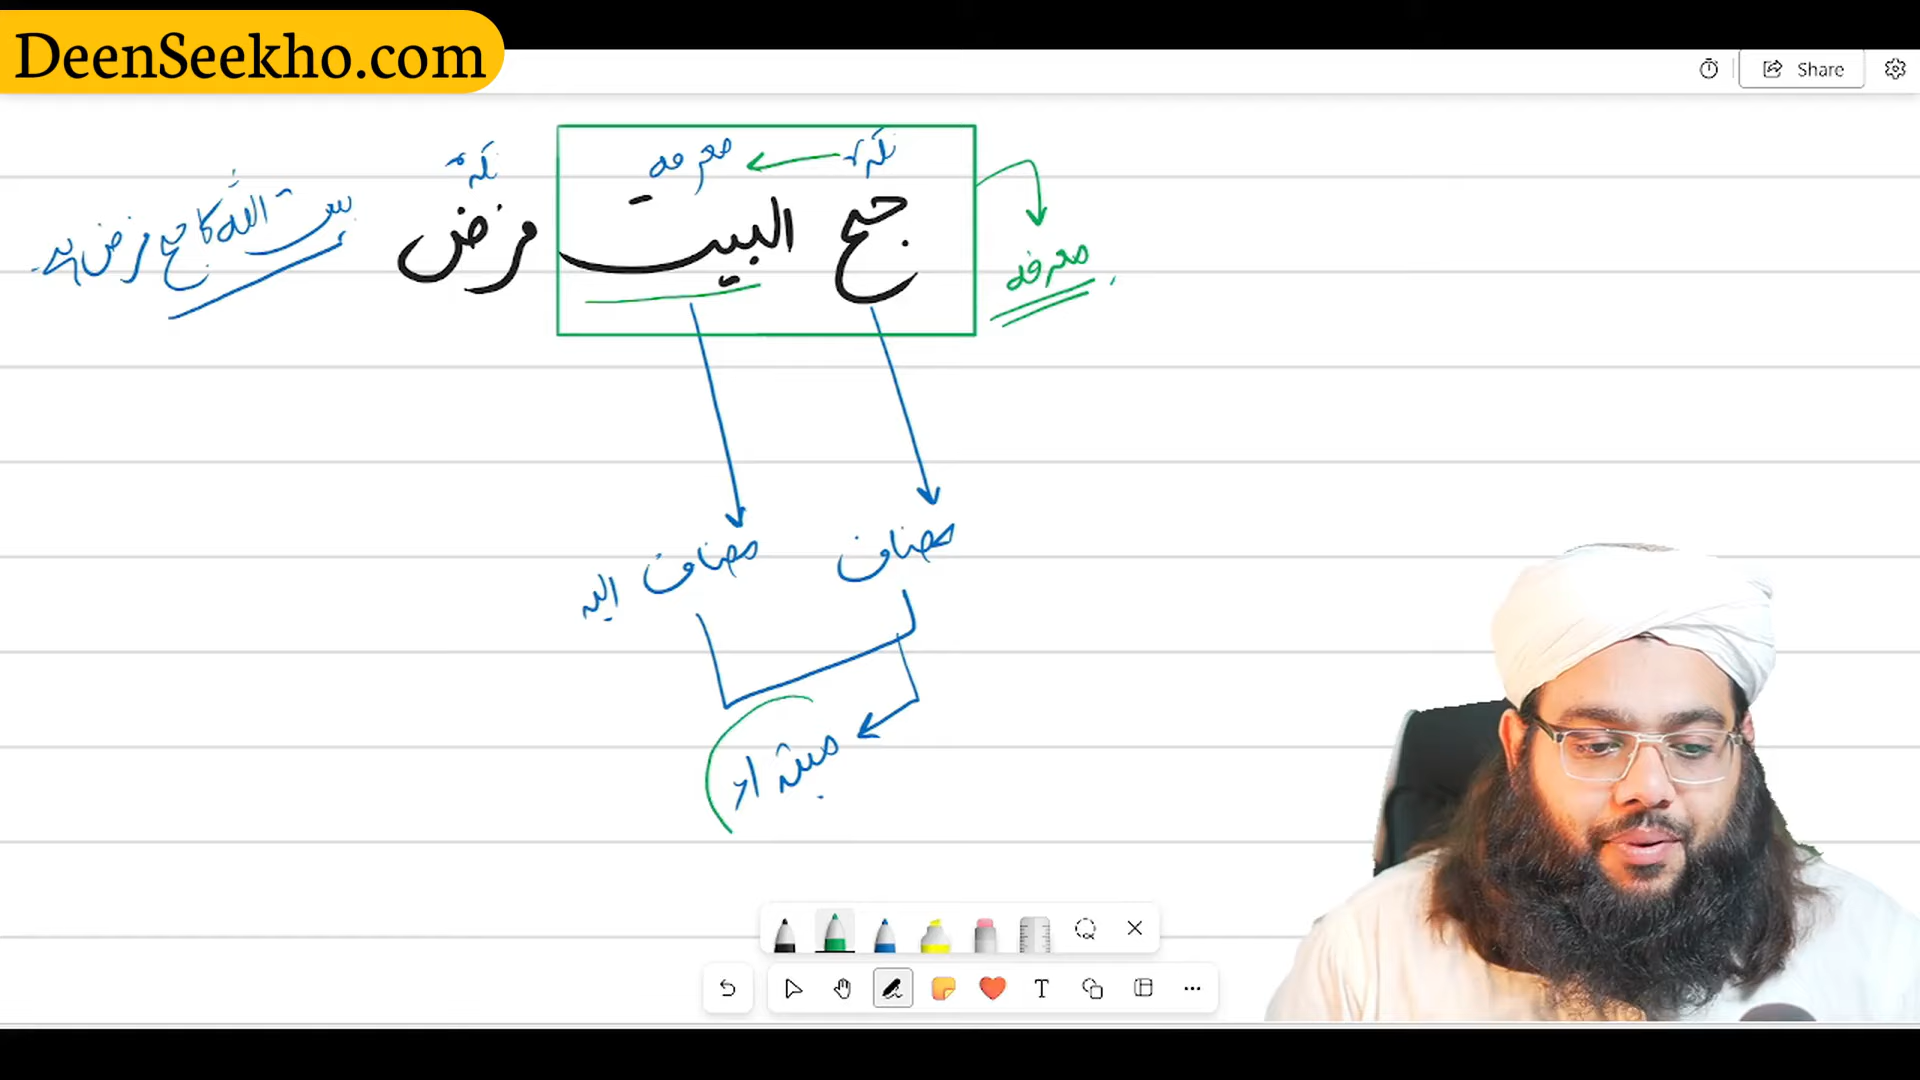 DeenSeekho.com
Share
نکرہ معرفہ
نکرہ
حج البیت فرض
بیت اللہ کا حج فرض ہے
معرفہ
مضاف مضاف الیہ
مبتداء
T